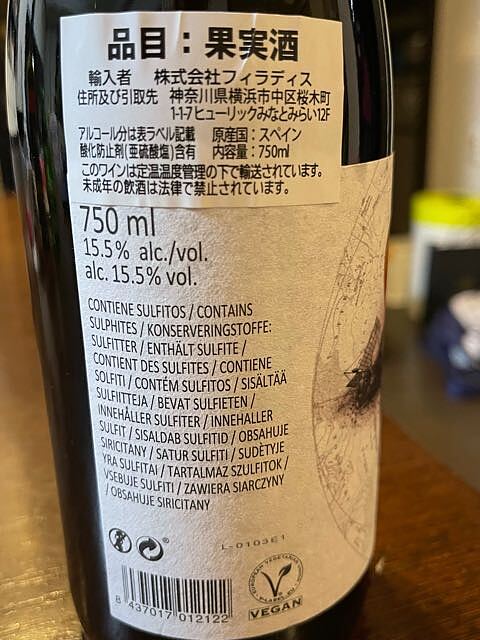 品目：果実酒
輸入者　株式会社フィラディス
住所及び引取先　神奈川県横浜市中区桜木町
1-1-7ヒューリックみなとみらい12F
アルコール分は表ラベル記載　原産国：スペイン
酸化防止剤(亜硫酸塩)含有　内容量：750ml
このワインは定温温度管理の下で輸送されています。
未成年の飲酒は法律で禁止されています。
750 ml
15.5% alc./vol.
alc. 15.5% vol.
CONTIENE SULFITOS / CONTAINS
SULPHITES / KONSERVERINGSTOFFE:
SULFITTER / ENTHÄLT SULFITE /
CONTIENT DES SULFITES / CONTIENE
SOLFITI / CONTÉM SULFITOS / SISÄLTÄÄ
SULFIITTEJA / BEVAT SULFIETEN /
INNEHÅLLER SULFITER / INNEHALLER
SULFIT / SISALDAB SULFITID / OBSAHUJE
SIRICITANY / SATUR SULFITI / SUDĖTYJE
YRA SULFITAI / TARTALMAZ SZULFITOK /
VSEBUJE SULFITI / ZAWIERA SIARCZYNY
/ OBSAHUJE SIRICITANY
L-0103E1
8 437017 012122
EUROPEAN VEGETARIAN
V-LABEL.EU
VEGAN